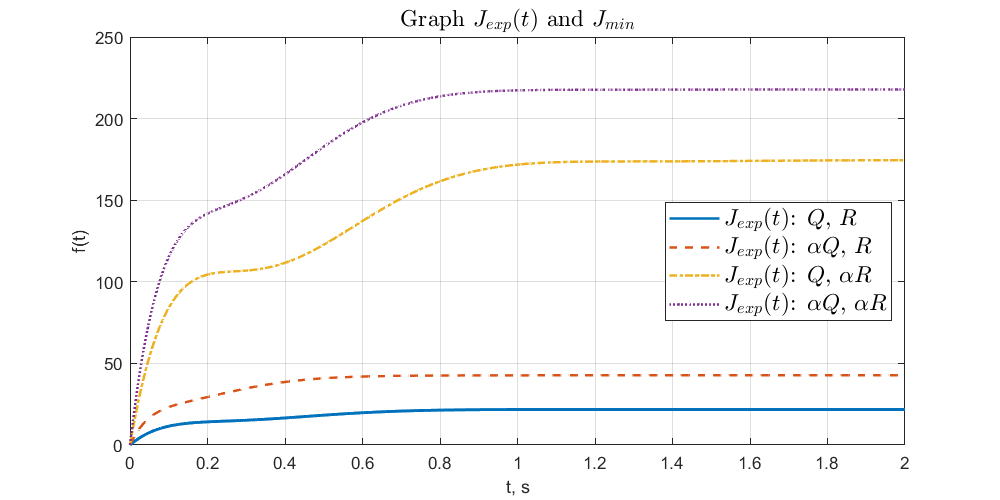 Graph J_exp(t) and J_min
250
200
150
100
50
0
f(t)
J_exp(t): Q, R
J_exp(t): αQ, R
J_exp(t): Q, αR
J_exp(t): αQ, αR
0 0.2 0.4 0.6 0.8 1 1.2 1.4 1.6 1.8 2
t, s